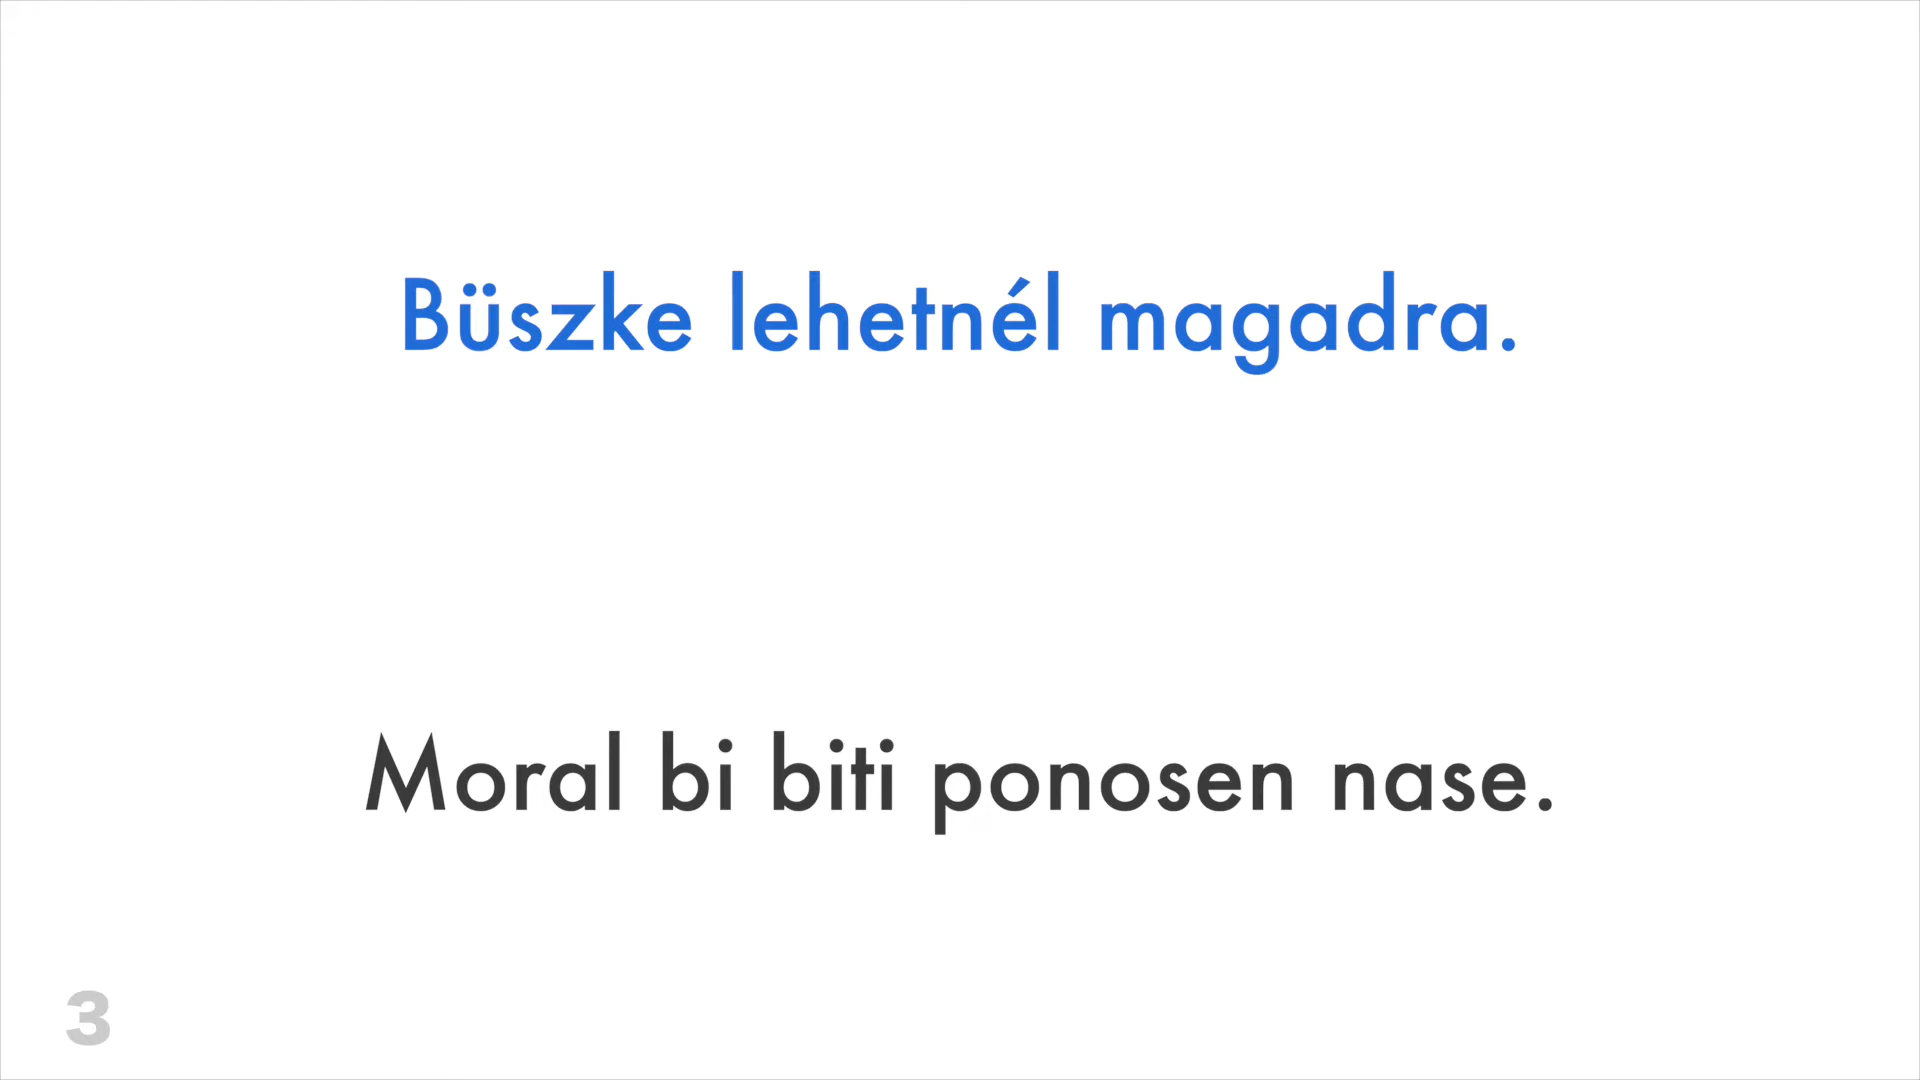 Büszke lehetnél magadra.
Moral bi biti ponosen nase.
3